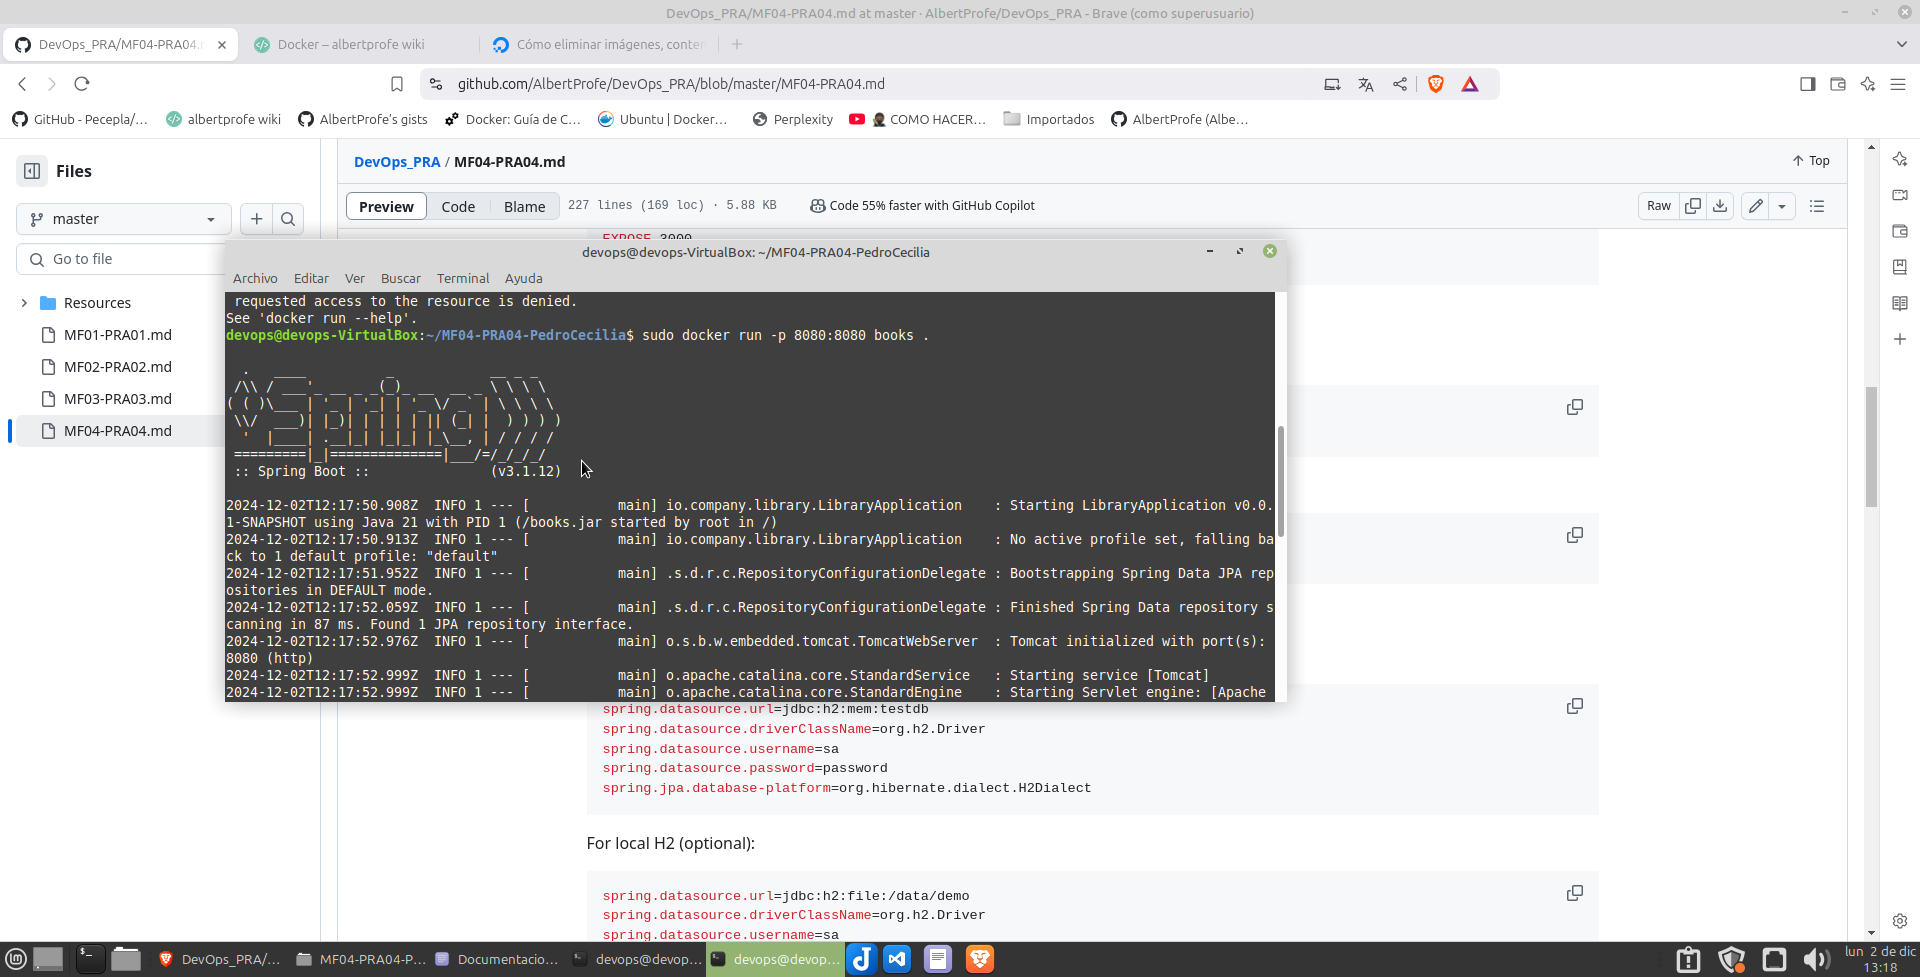 DevOps_PRA/MF04-PRA04.md at master · AlbertProfe/DevOps_PRA - Brave (como superusuario)
DevOps_PRA/MF04-PRA04.
Docker – albertprofe wiki
Cómo eliminar imágenes, conte
github.com/AlbertProfe/DevOps_PRA/blob/master/MF04-PRA04.md
GitHub - Pecepla/...
albertprofe wiki
AlbertProfe's gists
Docker: Guía de C...
Ubuntu | Docker...
Perplexity
COMO HACER...
Importados
AlbertProfe (Albe...
Files
master
Go to file
Resources
MF01-PRA01.md
MF02-PRA02.md
MF03-PRA03.md
MF04-PRA04.md
DevOps_PRA / MF04-PRA04.md
Top
Preview
Code
Blame
227 lines (169 loc) · 5.88 KB
Code 55% faster with GitHub Copilot
Raw
EXPOSE 3000
devops@devops-VirtualBox: ~/MF04-PRA04-PedroCecilia
Archivo Editar Ver Buscar Terminal Ayuda
requested access to the resource is denied.
See 'docker run --help'.
devops@devops-VirtualBox:~/MF04-PRA04-PedroCecilia$ sudo docker run -p 8080:8080 books .
  .   ____          _            __ _ _
 /\\ / ___'_ __ _ _(_)_ __  __ _ \ \ \ \
( ( )\___ | '_ | '_| | '_ \/ _` | \ \ \ \
 \\/  ___)| |_)| | | | | || (_| |  ) ) ) )
  '  |____| .__|_| |_|_| |_\__, | / / / /
 =========|_|==============|___/=/_/_/_/
 :: Spring Boot ::               (v3.1.12)
2024-12-02T12:17:50.908Z  INFO 1 --- [           main] io.company.library.LibraryApplication    : Starting LibraryApplication v0.0.
1-SNAPSHOT using Java 21 with PID 1 (/books.jar started by root in /)
2024-12-02T12:17:50.913Z  INFO 1 --- [           main] io.company.library.LibraryApplication    : No active profile set, falling ba
ck to 1 default profile: "default"
2024-12-02T12:17:51.952Z  INFO 1 --- [           main] .s.d.r.c.RepositoryConfigurationDelegate : Bootstrapping Spring Data JPA rep
ositories in DEFAULT mode.
2024-12-02T12:17:52.059Z  INFO 1 --- [           main] .s.d.r.c.RepositoryConfigurationDelegate : Finished Spring Data repository s
canning in 87 ms. Found 1 JPA repository interface.
2024-12-02T12:17:52.976Z  INFO 1 --- [           main] o.s.b.w.embedded.tomcat.TomcatWebServer  : Tomcat initialized with port(s):
8080 (http)
2024-12-02T12:17:52.999Z  INFO 1 --- [           main] o.apache.catalina.core.StandardService   : Starting service [Tomcat]
2024-12-02T12:17:52.999Z  INFO 1 --- [           main] o.apache.catalina.core.StandardEngine    : Starting Servlet engine: [Apache
spring.datasource.url=jdbc:h2:mem:testdb
spring.datasource.driverClassName=org.h2.Driver
spring.datasource.username=sa
spring.datasource.password=password
spring.jpa.database-platform=org.hibernate.dialect.H2Dialect
For local H2 (optional):
spring.datasource.url=jdbc:h2:file:/data/demo
spring.datasource.driverClassName=org.h2.Driver
spring.datasource.username=sa
DevOps_PRA/...
MF04-PRA04-P...
Documentacio...
devops@devop...
devops@devop...
lun 2 de dic
13:18